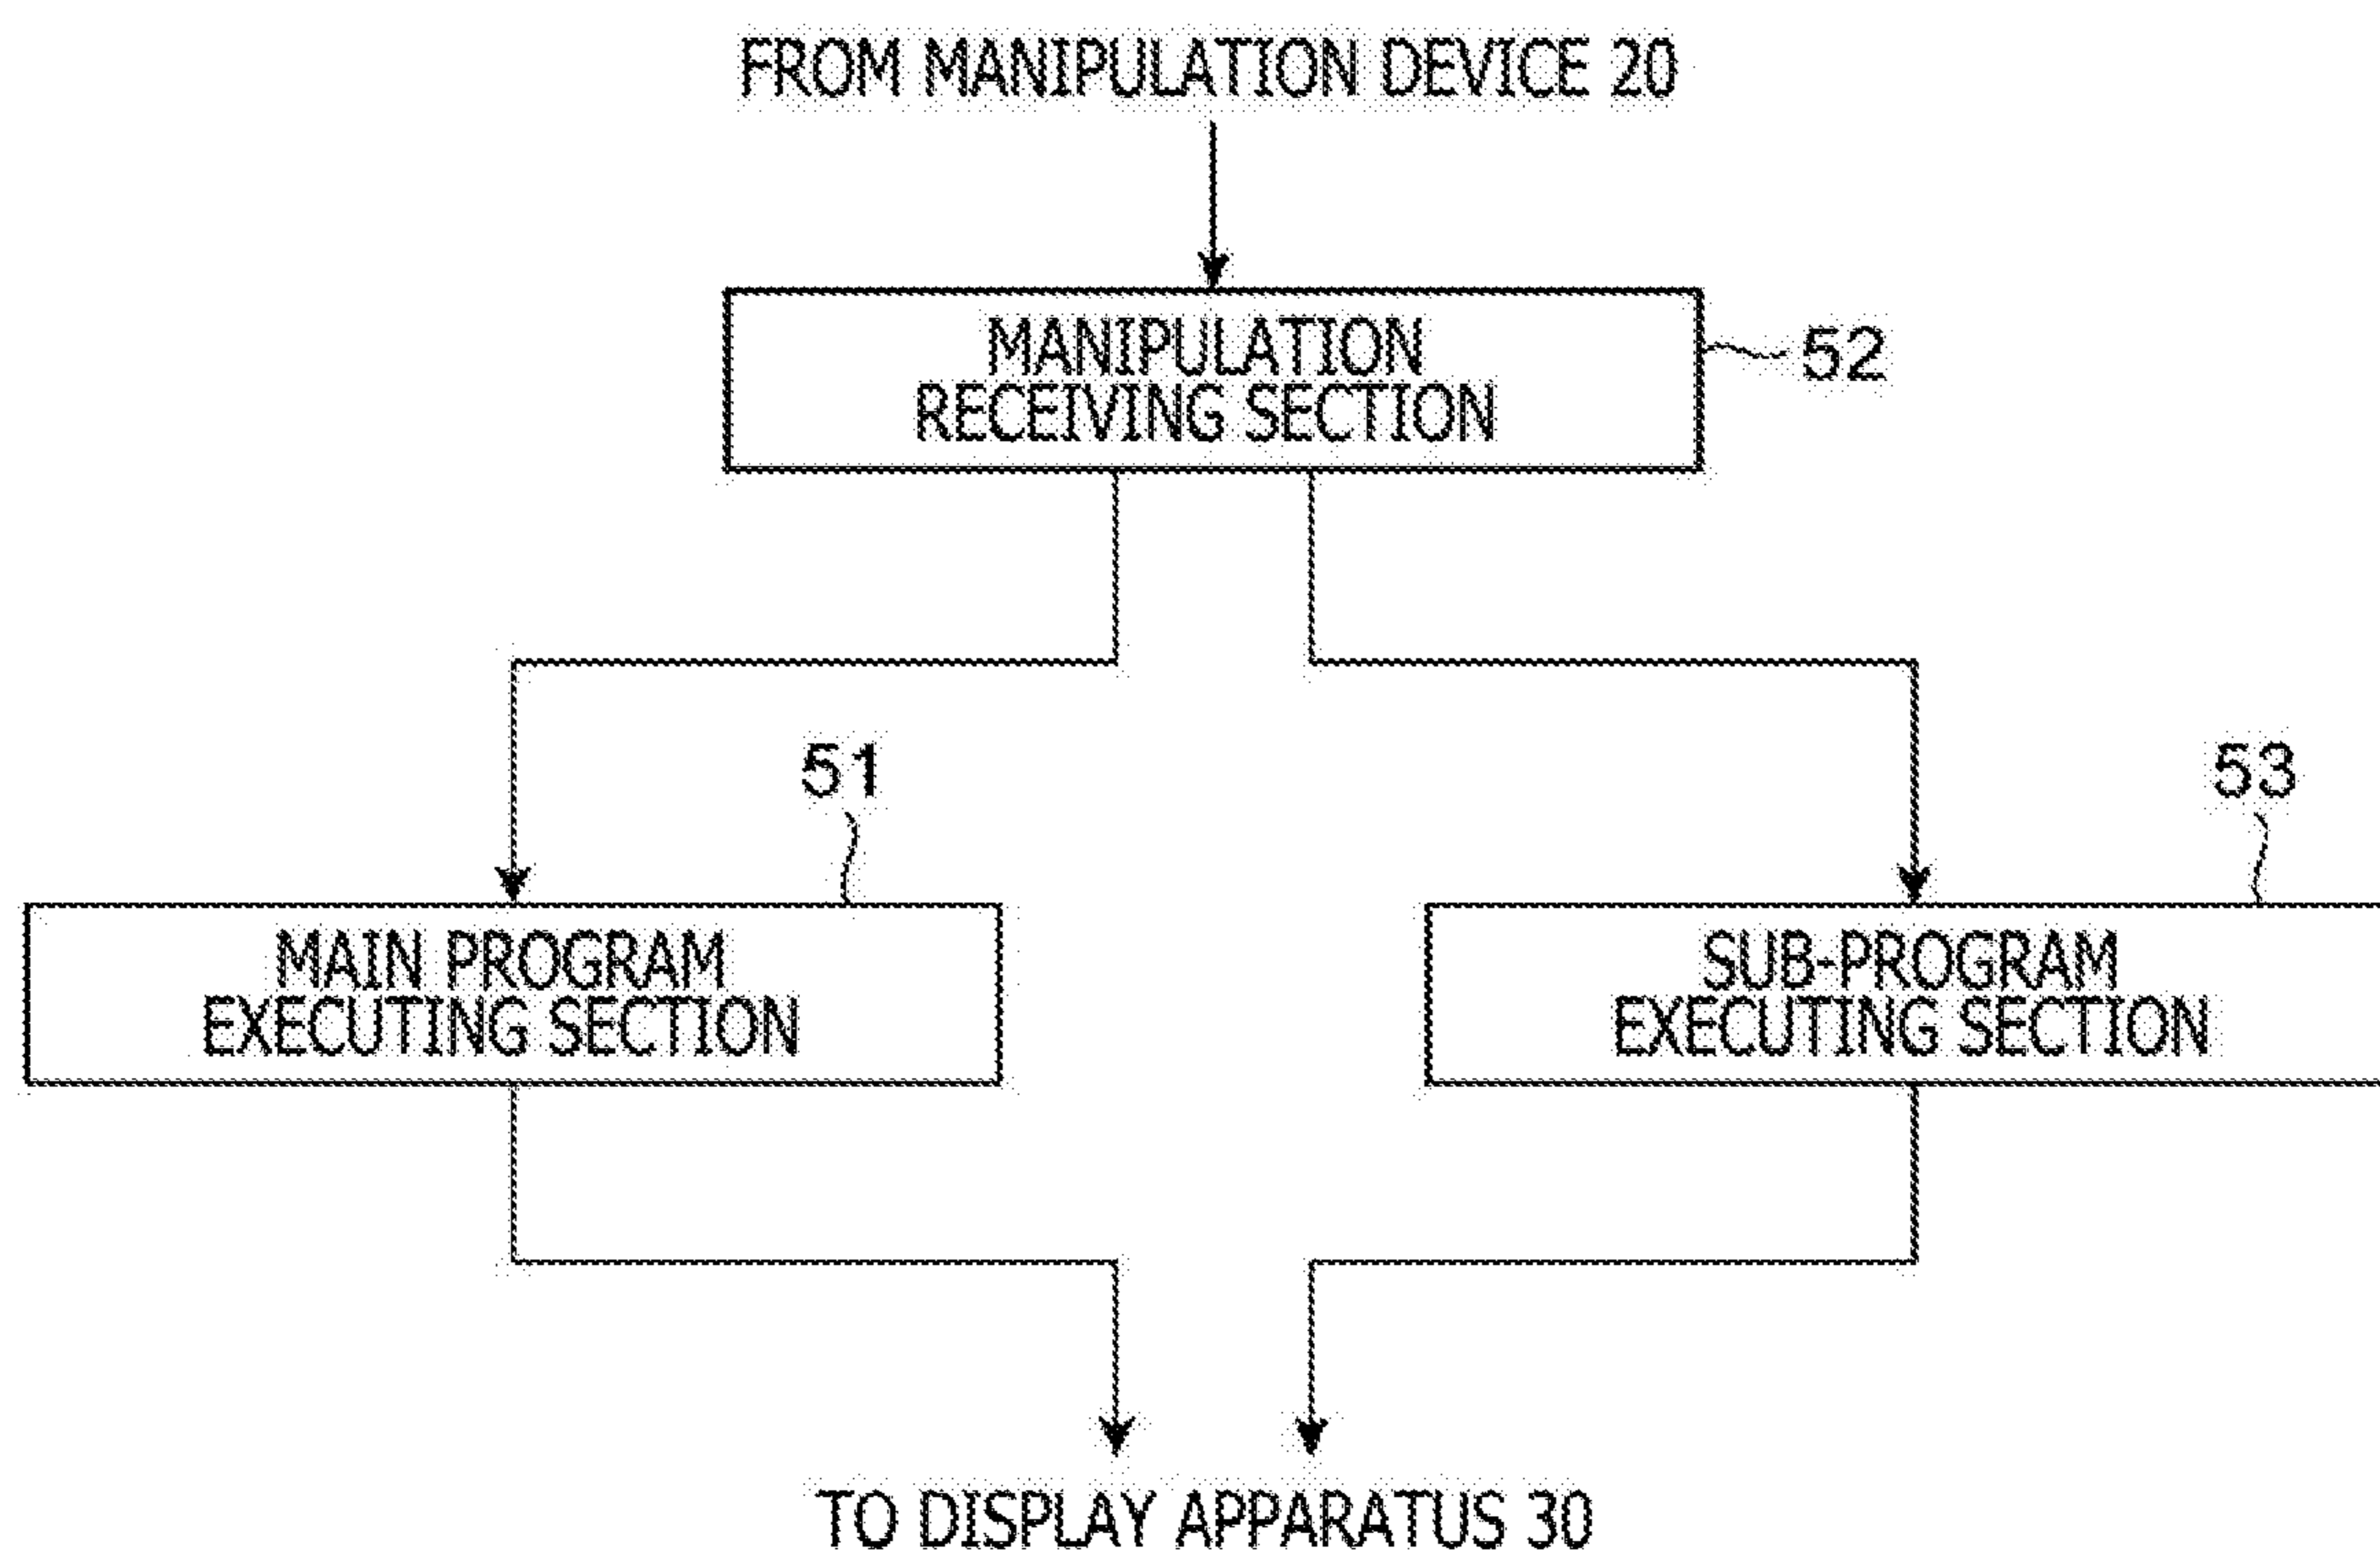 FROM MANIPULATION DEVICE 20
MANIPULATION
RECEIVING SECTION
52
51
53
MAIN PROGRAM
EXECUTING SECTION
SUB-PROGRAM
EXECUTING SECTION
TO DISPLAY APPARATUS 30